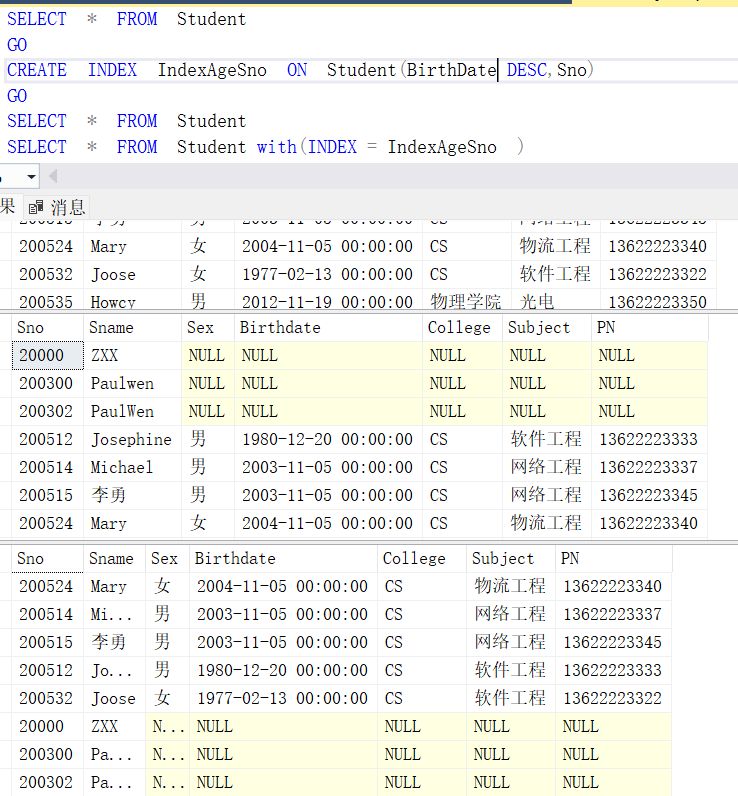 SELECT * FROM Student
GO
CREATE INDEX IndexAgeSno ON Student(BirthDate DESC,Sno)
GO
SELECT * FROM Student
SELECT * FROM Student with(INDEX = IndexAgeSno )
果 消息
200524 Mary 女 2004-11-05 00:00:00 CS 物流工程 13622223340
200532 Joose 女 1977-02-13 00:00:00 CS 软件工程 13622223322
200535 Howcy 男 2012-11-19 00:00:00 物理学院 光电 13622223350
Sno Sname Sex Birthdate College Subject PN
20000 ZXX NULL NULL NULL NULL NULL
200300 Paulwen NULL NULL NULL NULL NULL
200302 PaulWen NULL NULL NULL NULL NULL
200512 Josephine 男 1980-12-20 00:00:00 CS 软件工程 13622223333
200514 Michael 男 2003-11-05 00:00:00 CS 网络工程 13622223337
200515 李勇 男 2003-11-05 00:00:00 CS 网络工程 13622223345
200524 Mary 女 2004-11-05 00:00:00 CS 物流工程 13622223340
Sno Sname Sex Birthdate College Subject PN
200524 Mary 女 2004-11-05 00:00:00 CS 物流工程 13622223340
200514 Mi... 男 2003-11-05 00:00:00 CS 网络工程 13622223337
200515 李勇 男 2003-11-05 00:00:00 CS 网络工程 13622223345
200512 Jo... 男 1980-12-20 00:00:00 CS 软件工程 13622223333
200532 Joose 女 1977-02-13 00:00:00 CS 软件工程 13622223322
20000 ZXX N... NULL NULL NULL NULL
200300 Pa... N... NULL NULL NULL NULL
200302 Pa... N... NULL NULL NULL NULL